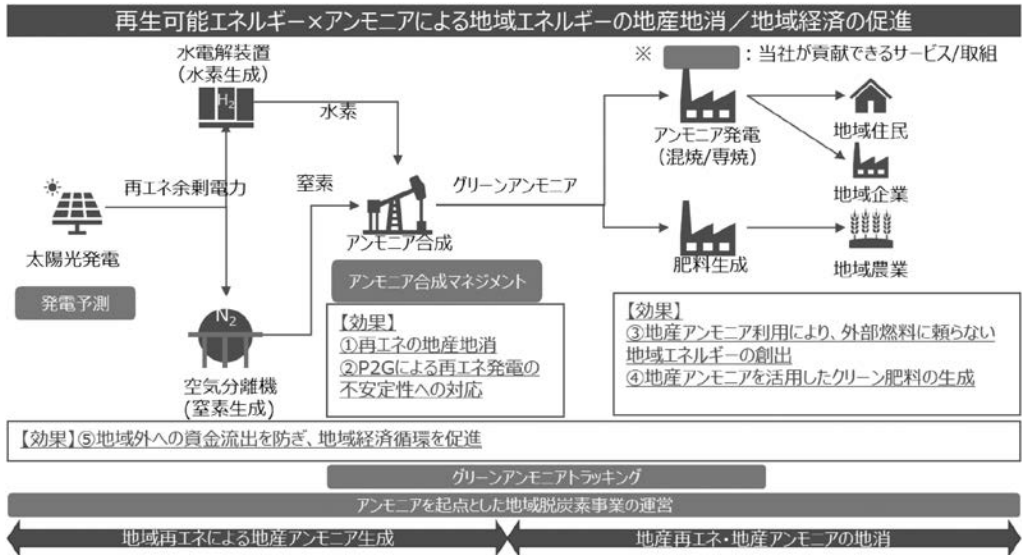 再生可能エネルギー×アンモニアによる地域エネルギーの地産地消／地域経済の促進
水電解装置
(水素生成)
※ ：当社が貢献できるサービス/取組
H2
水素
アンモニア発電
(混焼/専焼)
地域住民
地域企業
再エネ余剰電力
窒素
グリーンアンモニア
太陽光発電
アンモニア合成
肥料生成
地域農業
発電予測
アンモニア合成マネジメント
N2
空気分離機
(窒素生成)
【効果】
①再エネの地産地消
②P2Gによる再エネ発電の
不安定性への対応
【効果】
③地産アンモニア利用により、外部燃料に頼らない
地域エネルギーの創出
④地産アンモニアを活用したクリーン肥料の生成
【効果】⑤地域外への資金流出を防ぎ、地域経済循環を促進
グリーンアンモニアトラッキング
アンモニアを起点とした地域脱炭素事業の運営
地域再エネによる地産アンモニア生成
地産再エネ・地産アンモニアの地消